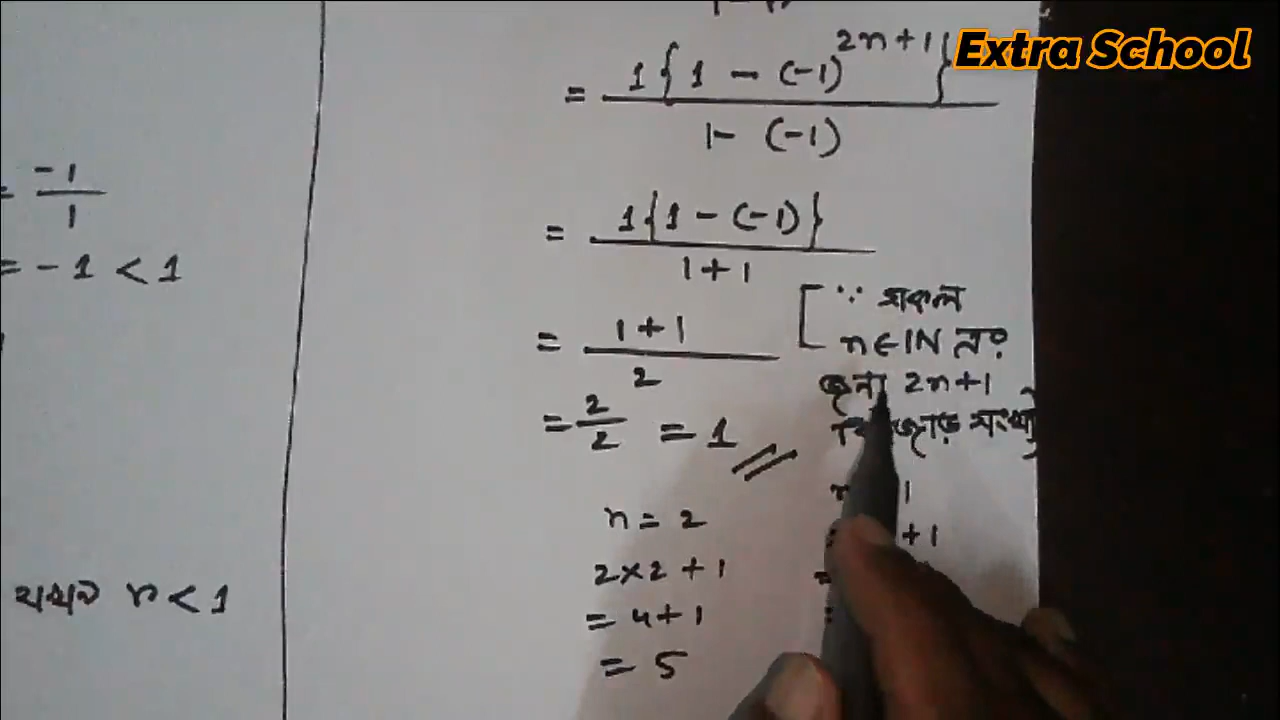 Extra School
= -1/1
= -1 < 1
যখন r < 1
= 1{1 - (-1)^{2n+1}} / 1 - (-1)
= 1{1 - (-1)} / 1 + 1
= 1 + 1 / 2
= 2/2 = 1
[∵ সকল
n ∈ IN এর
জন্য 2n+1
সংখ্যা
n = 2
2×2 + 1
= 4+1
= 5
1
+ 1